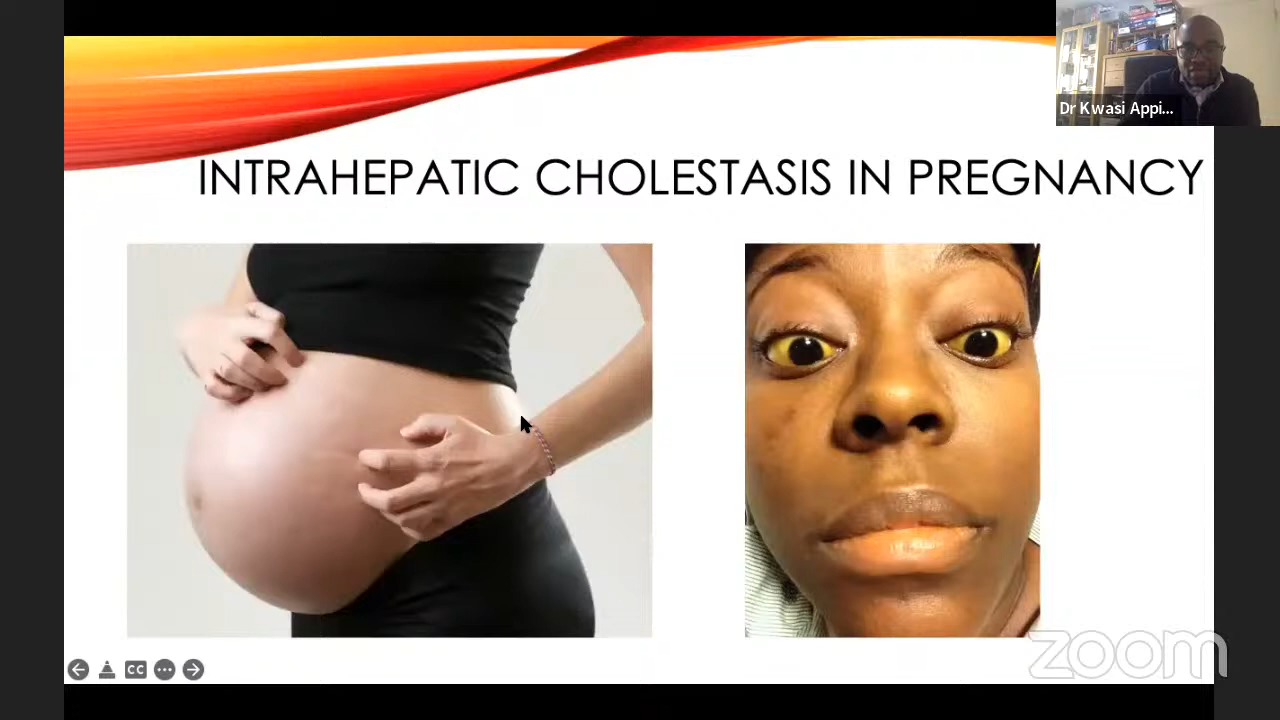 Dr Kwasi Appi...
INTRAHEPATIC CHOLESTASIS IN PREGNANCY
CC
zoom